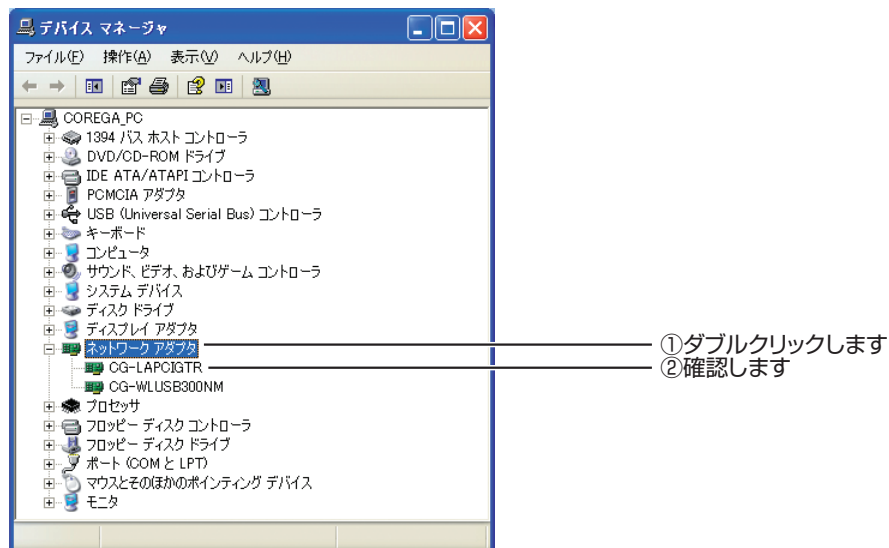 デバイス マネージャ
ファイル(F) 操作(A) 表示(V) ヘルプ(H)
COREGA_PC
1394 バス ホスト コントローラ
DVD/CD-ROM ドライブ
IDE ATA/ATAPI コントローラ
PCMCIA アダプタ
USB (Universal Serial Bus) コントローラ
キーボード
コンピュータ
サウンド、ビデオ、およびゲーム コントローラ
システム デバイス
ディスク ドライブ
ディスプレイ アダプタ
ネットワーク アダプタ
①ダブルクリックします
CG-LAPCIGTR
②確認します
CG-WLUSB300NM
プロセッサ
フロッピー ディスク コントローラ
フロッピー ディスク ドライブ
ポート (COM と LPT)
マウスとそのほかのポインティング デバイス
モニタ